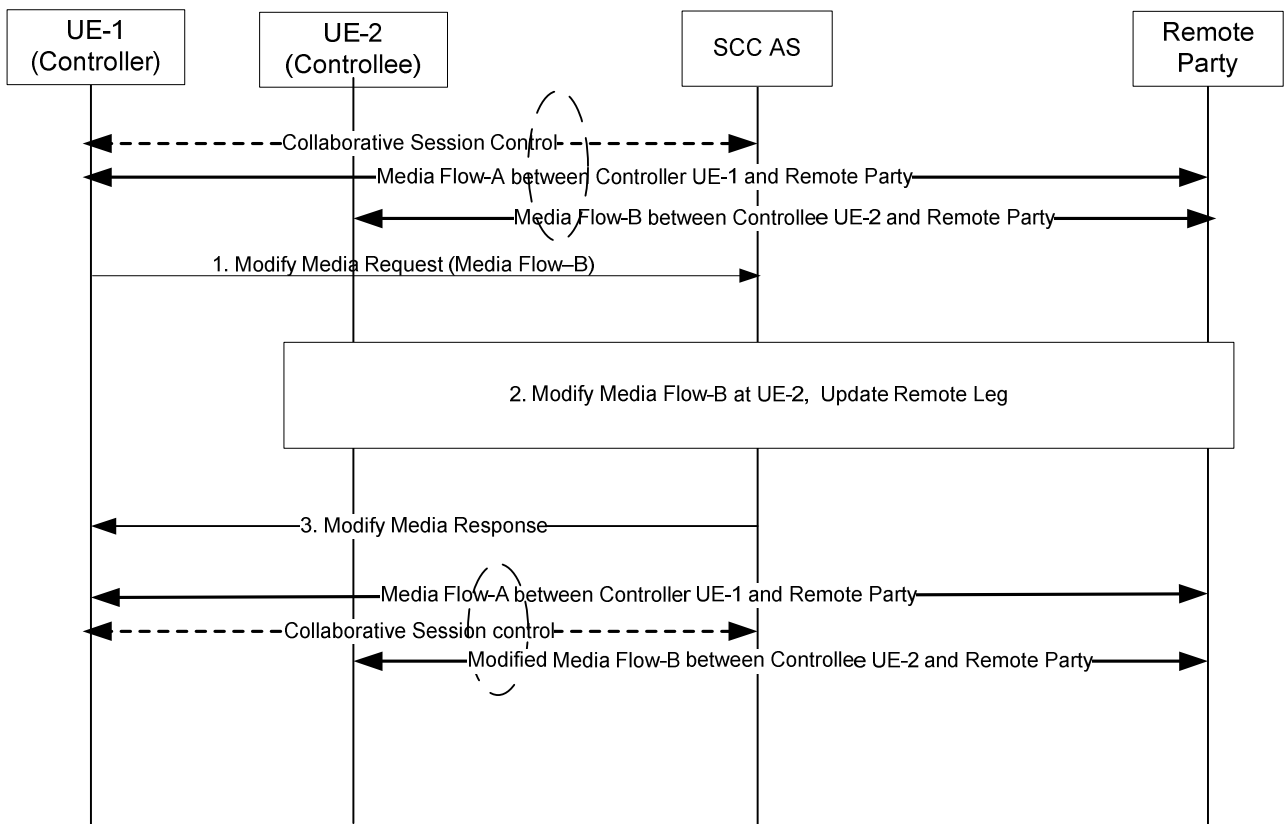 UE-1
(Controller)
UE-2
(Controllee)
SCC AS
Remote
Party
Collaborative Session Control
Media Flow-A between Controller UE-1 and Remote Party
Media Flow-B between Controllee UE-2 and Remote Party
1. Modify Media Request (Media Flow–B)
2. Modify Media Flow-B at UE-2, Update Remote Leg
3. Modify Media Response
Media Flow-A between Controller UE-1 and Remote Party
Collaborative Session control
Modified Media Flow-B between Controllee UE-2 and Remote Party